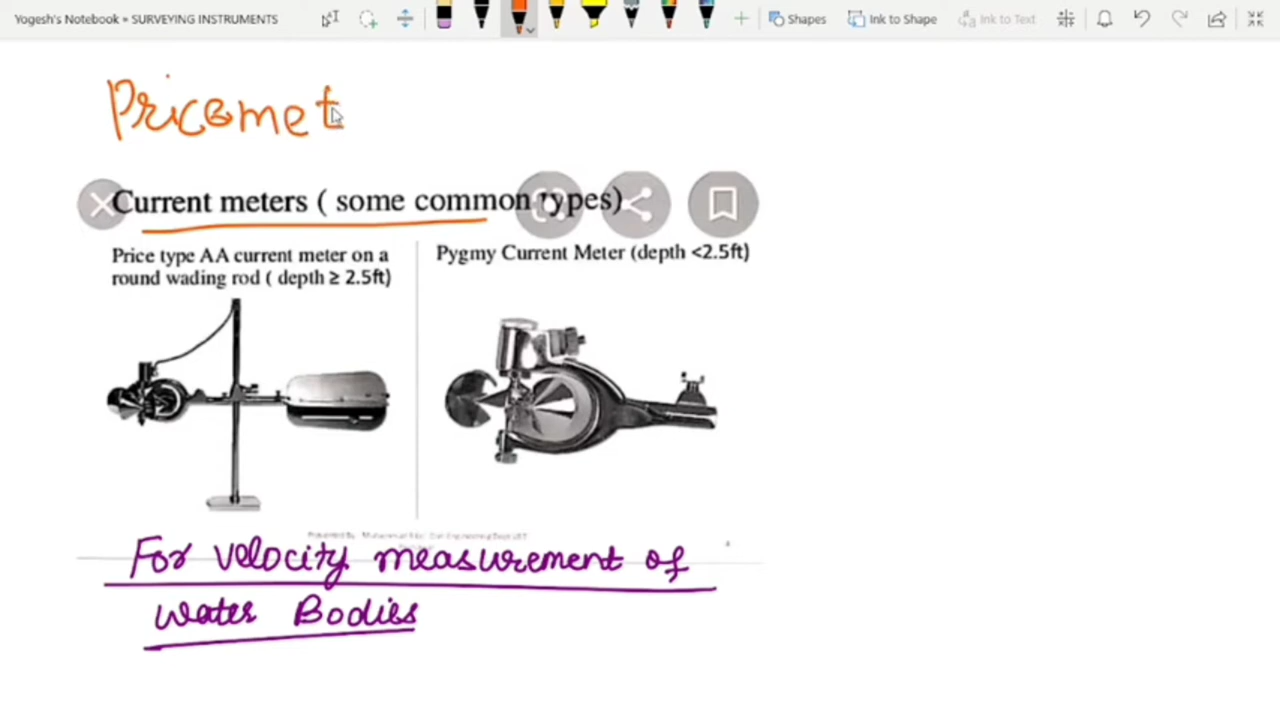 Yogesh's Notebook » SURVEYING INSTRUMENTS
Shapes
Ink to Shape
Ink to Text
Pricemet
Current meters ( some common types)
Price type AA current meter on a
round wading rod ( depth ≥ 2.5ft)
Pygmy Current Meter (depth <2.5ft)
For velocity measurement of
water Bodies